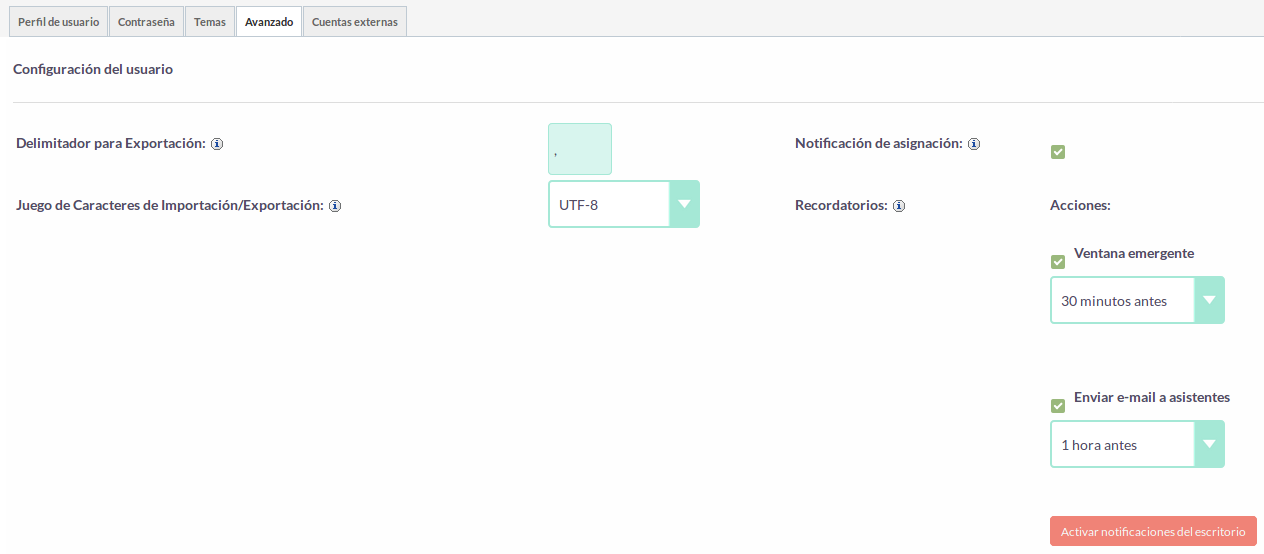 Perfil de usuario
Contraseña
Temas
Avanzado
Cuentas externas
Configuración del usuario
Delimitador para Exportación:
,
Notificación de asignación:
Juego de Caracteres de Importación/Exportación:
UTF-8
Recordatorios:
Acciones:
Ventana emergente
30 minutos antes
Enviar e-mail a asistentes
1 hora antes
Activar notificaciones del escritorio